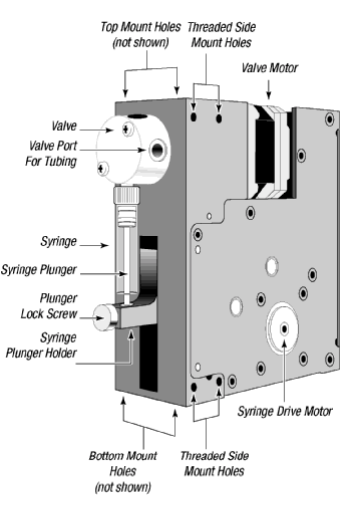 Top Mount Holes
(not shown)
Threaded Side
Mount Holes
Valve Motor
Valve
Valve Port
For Tubing
Syringe
Syringe Plunger
Plunger
Lock Screw
Syringe
Plunger Holder
Syringe Drive Motor
Bottom Mount
Holes
(not shown)
Threaded Side
Mount Holes